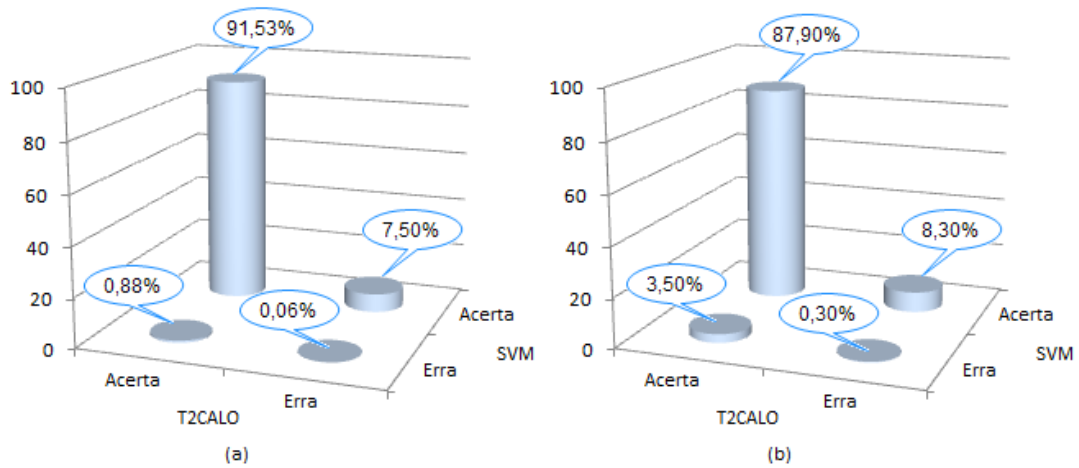 91,53%
100
80
60
40
20
0
7,50%
0,88%
0,06%
Acerta
Erra
SVM
Acerta
Erra
T2CALO
(a)
87,90%
100
80
60
40
20
0
8,30%
3,50%
0,30%
Acerta
Erra
SVM
Acerta
Erra
T2CALO
(b)